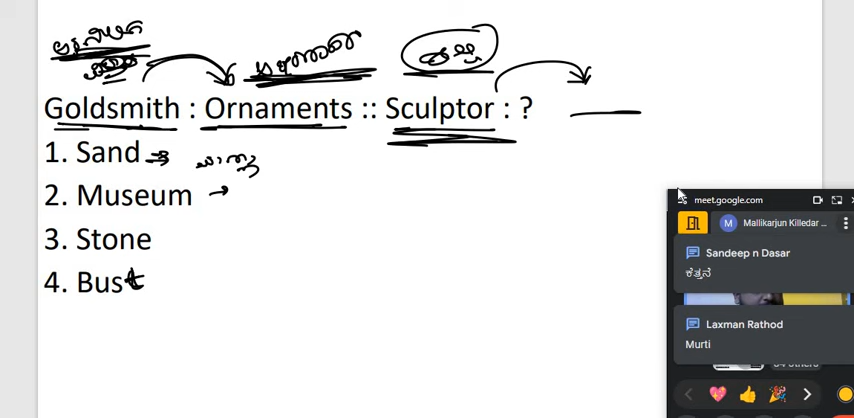 Goldsmith : Ornaments :: Sculptor : ?
1. Sand
2. Museum
3. Stone
4. Bust
meet.google.com
Mallikarjun Killedar ...
Sandeep n Dasar
ಕೆತ್ತನೆ
Laxman Rathod
Murti